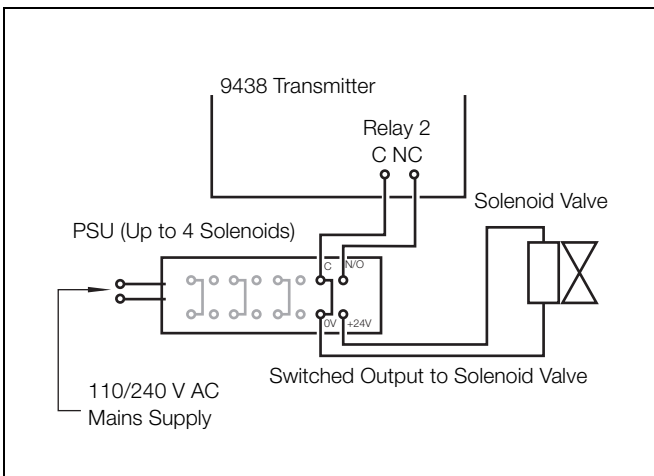 9438 Transmitter
Relay 2
C NC
Solenoid Valve
PSU (Up to 4 Solenoids)
C N/O
0V +24V
Switched Output to Solenoid Valve
110/240 V AC
Mains Supply